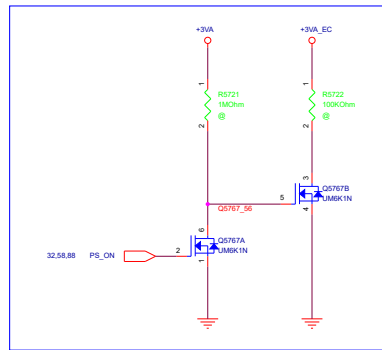 +3VA
+3VA_EC
1
R5721
1MOhm
@
2
1
R5722
100KOhm
@
2
3
Q5767B
UM6K1N
5
4
Q5767_56
6
Q5767A
UM6K1N
32,58,88 PS_ON
2
1